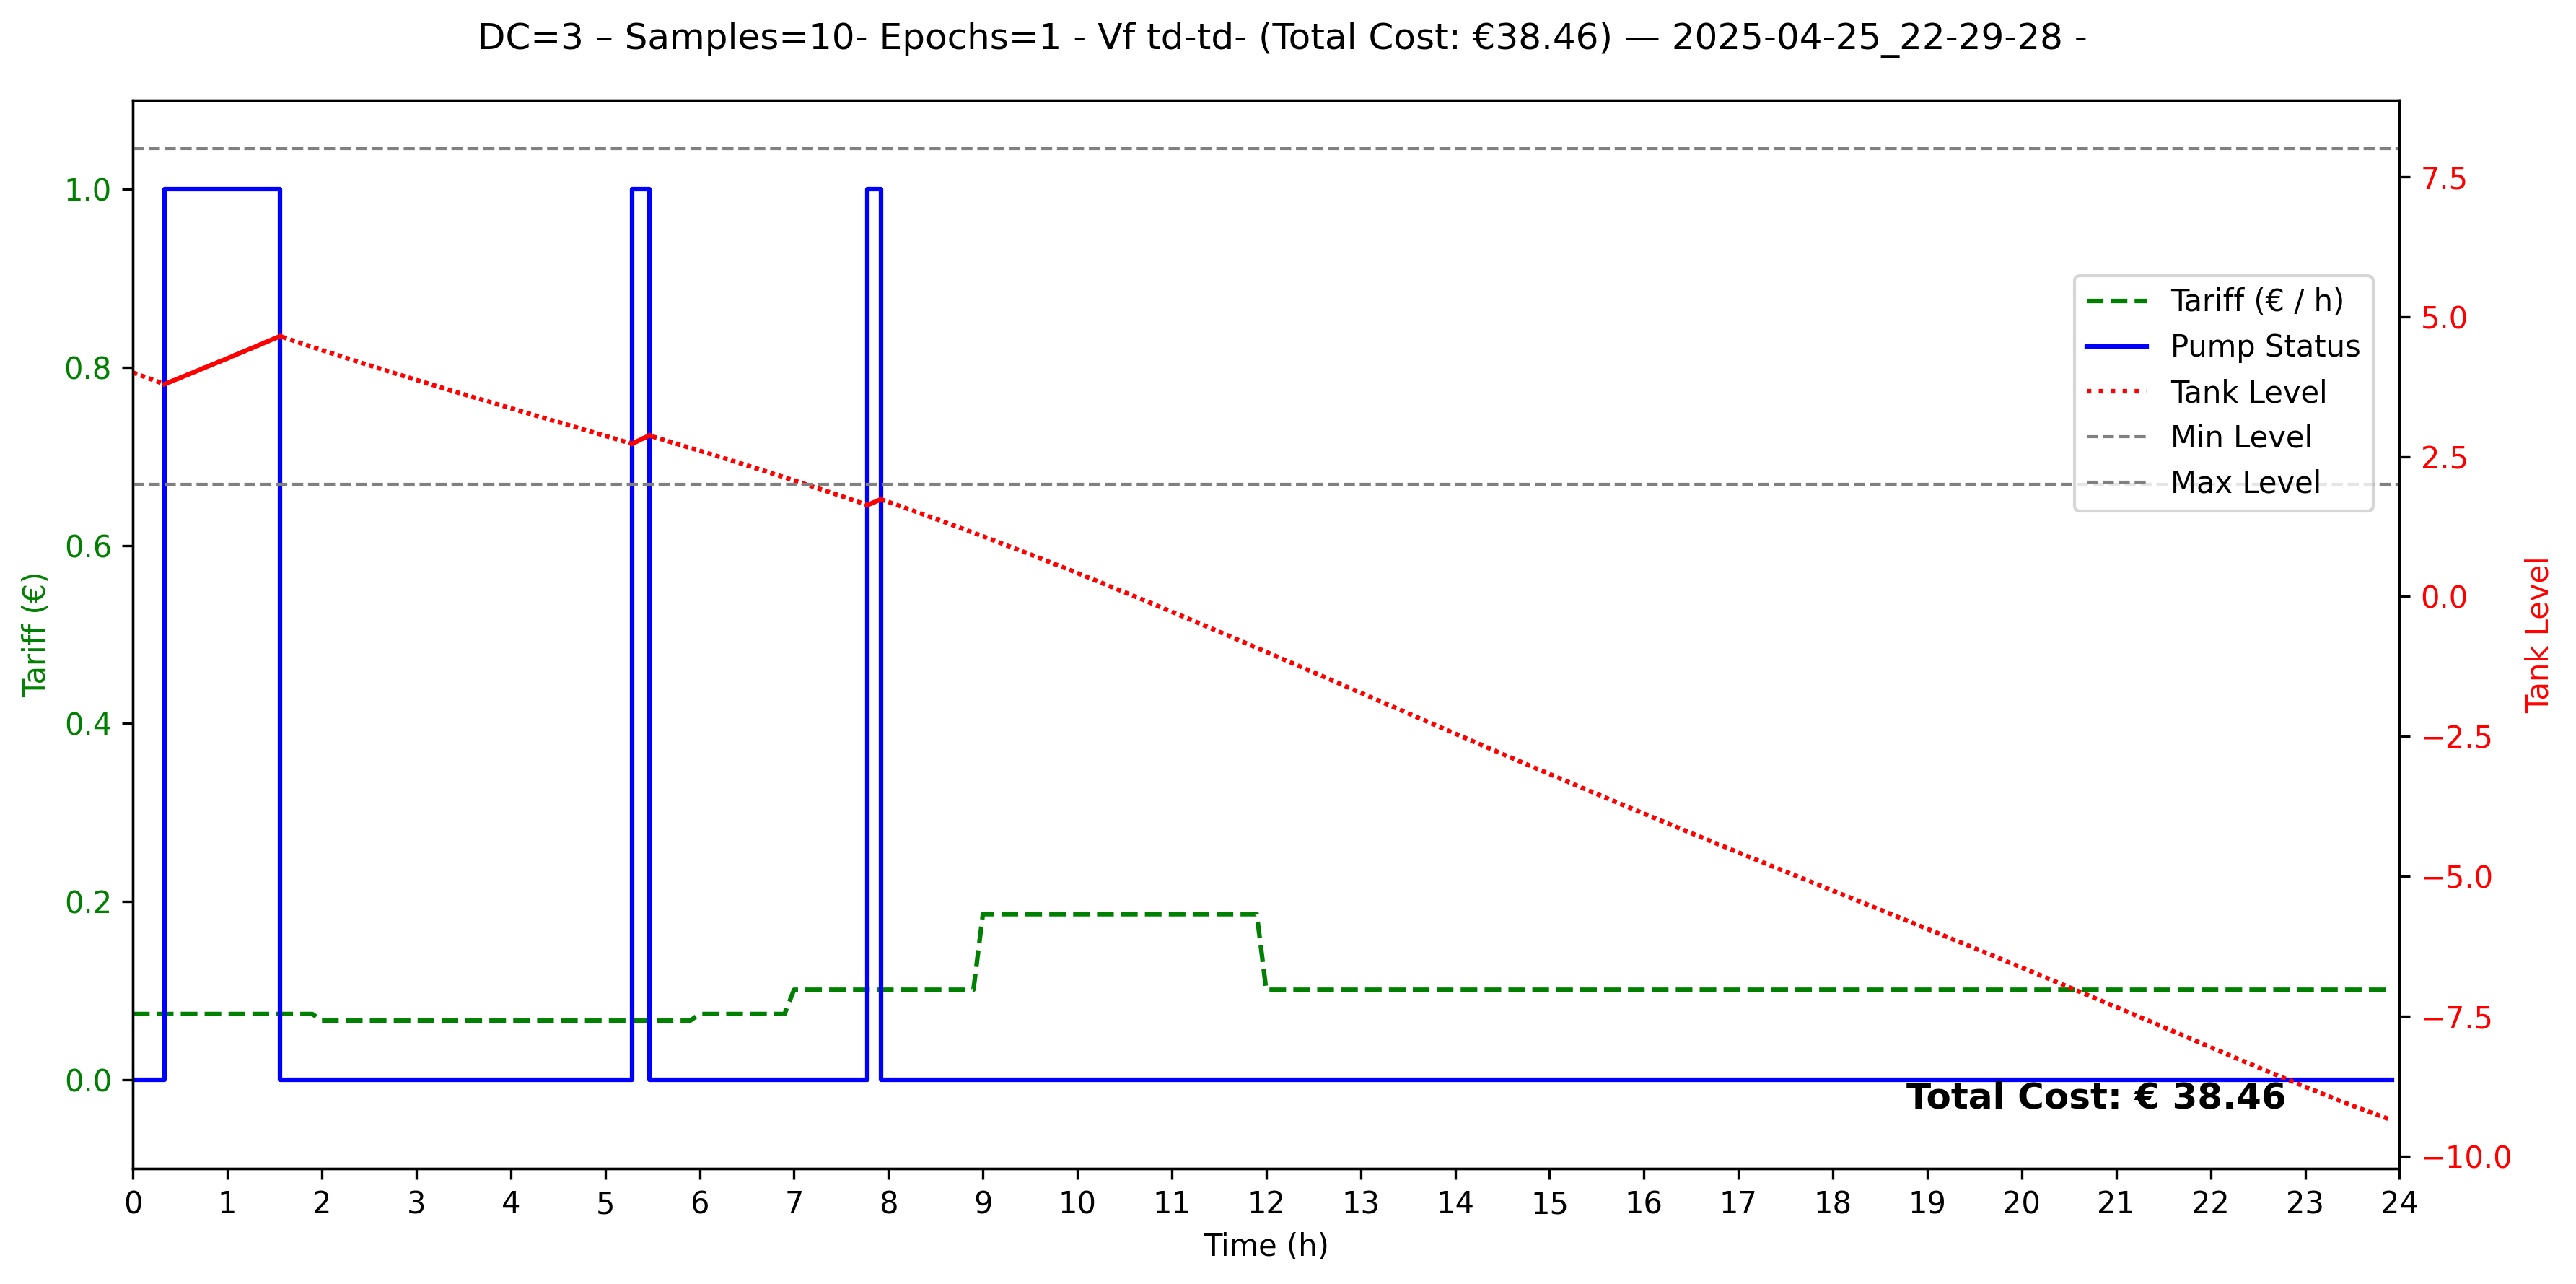 DC=3 – Samples=10- Epochs=1 - Vf td-td- (Total Cost: €38.46) — 2025-04-25_22-29-28 -
1.0
0.8
0.6
0.4
0.2
0.0
Tariff (€)
7.5
5.0
2.5
0.0
−2.5
−5.0
−7.5
−10.0
Tank Level
Tariff (€ / h)
Pump Status
Tank Level
Min Level
Max Level
Total Cost: € 38.46
0 1 2 3 4 5 6 7 8 9 10 11 12 13 14 15 16 17 18 19 20 21 22 23 24
Time (h)